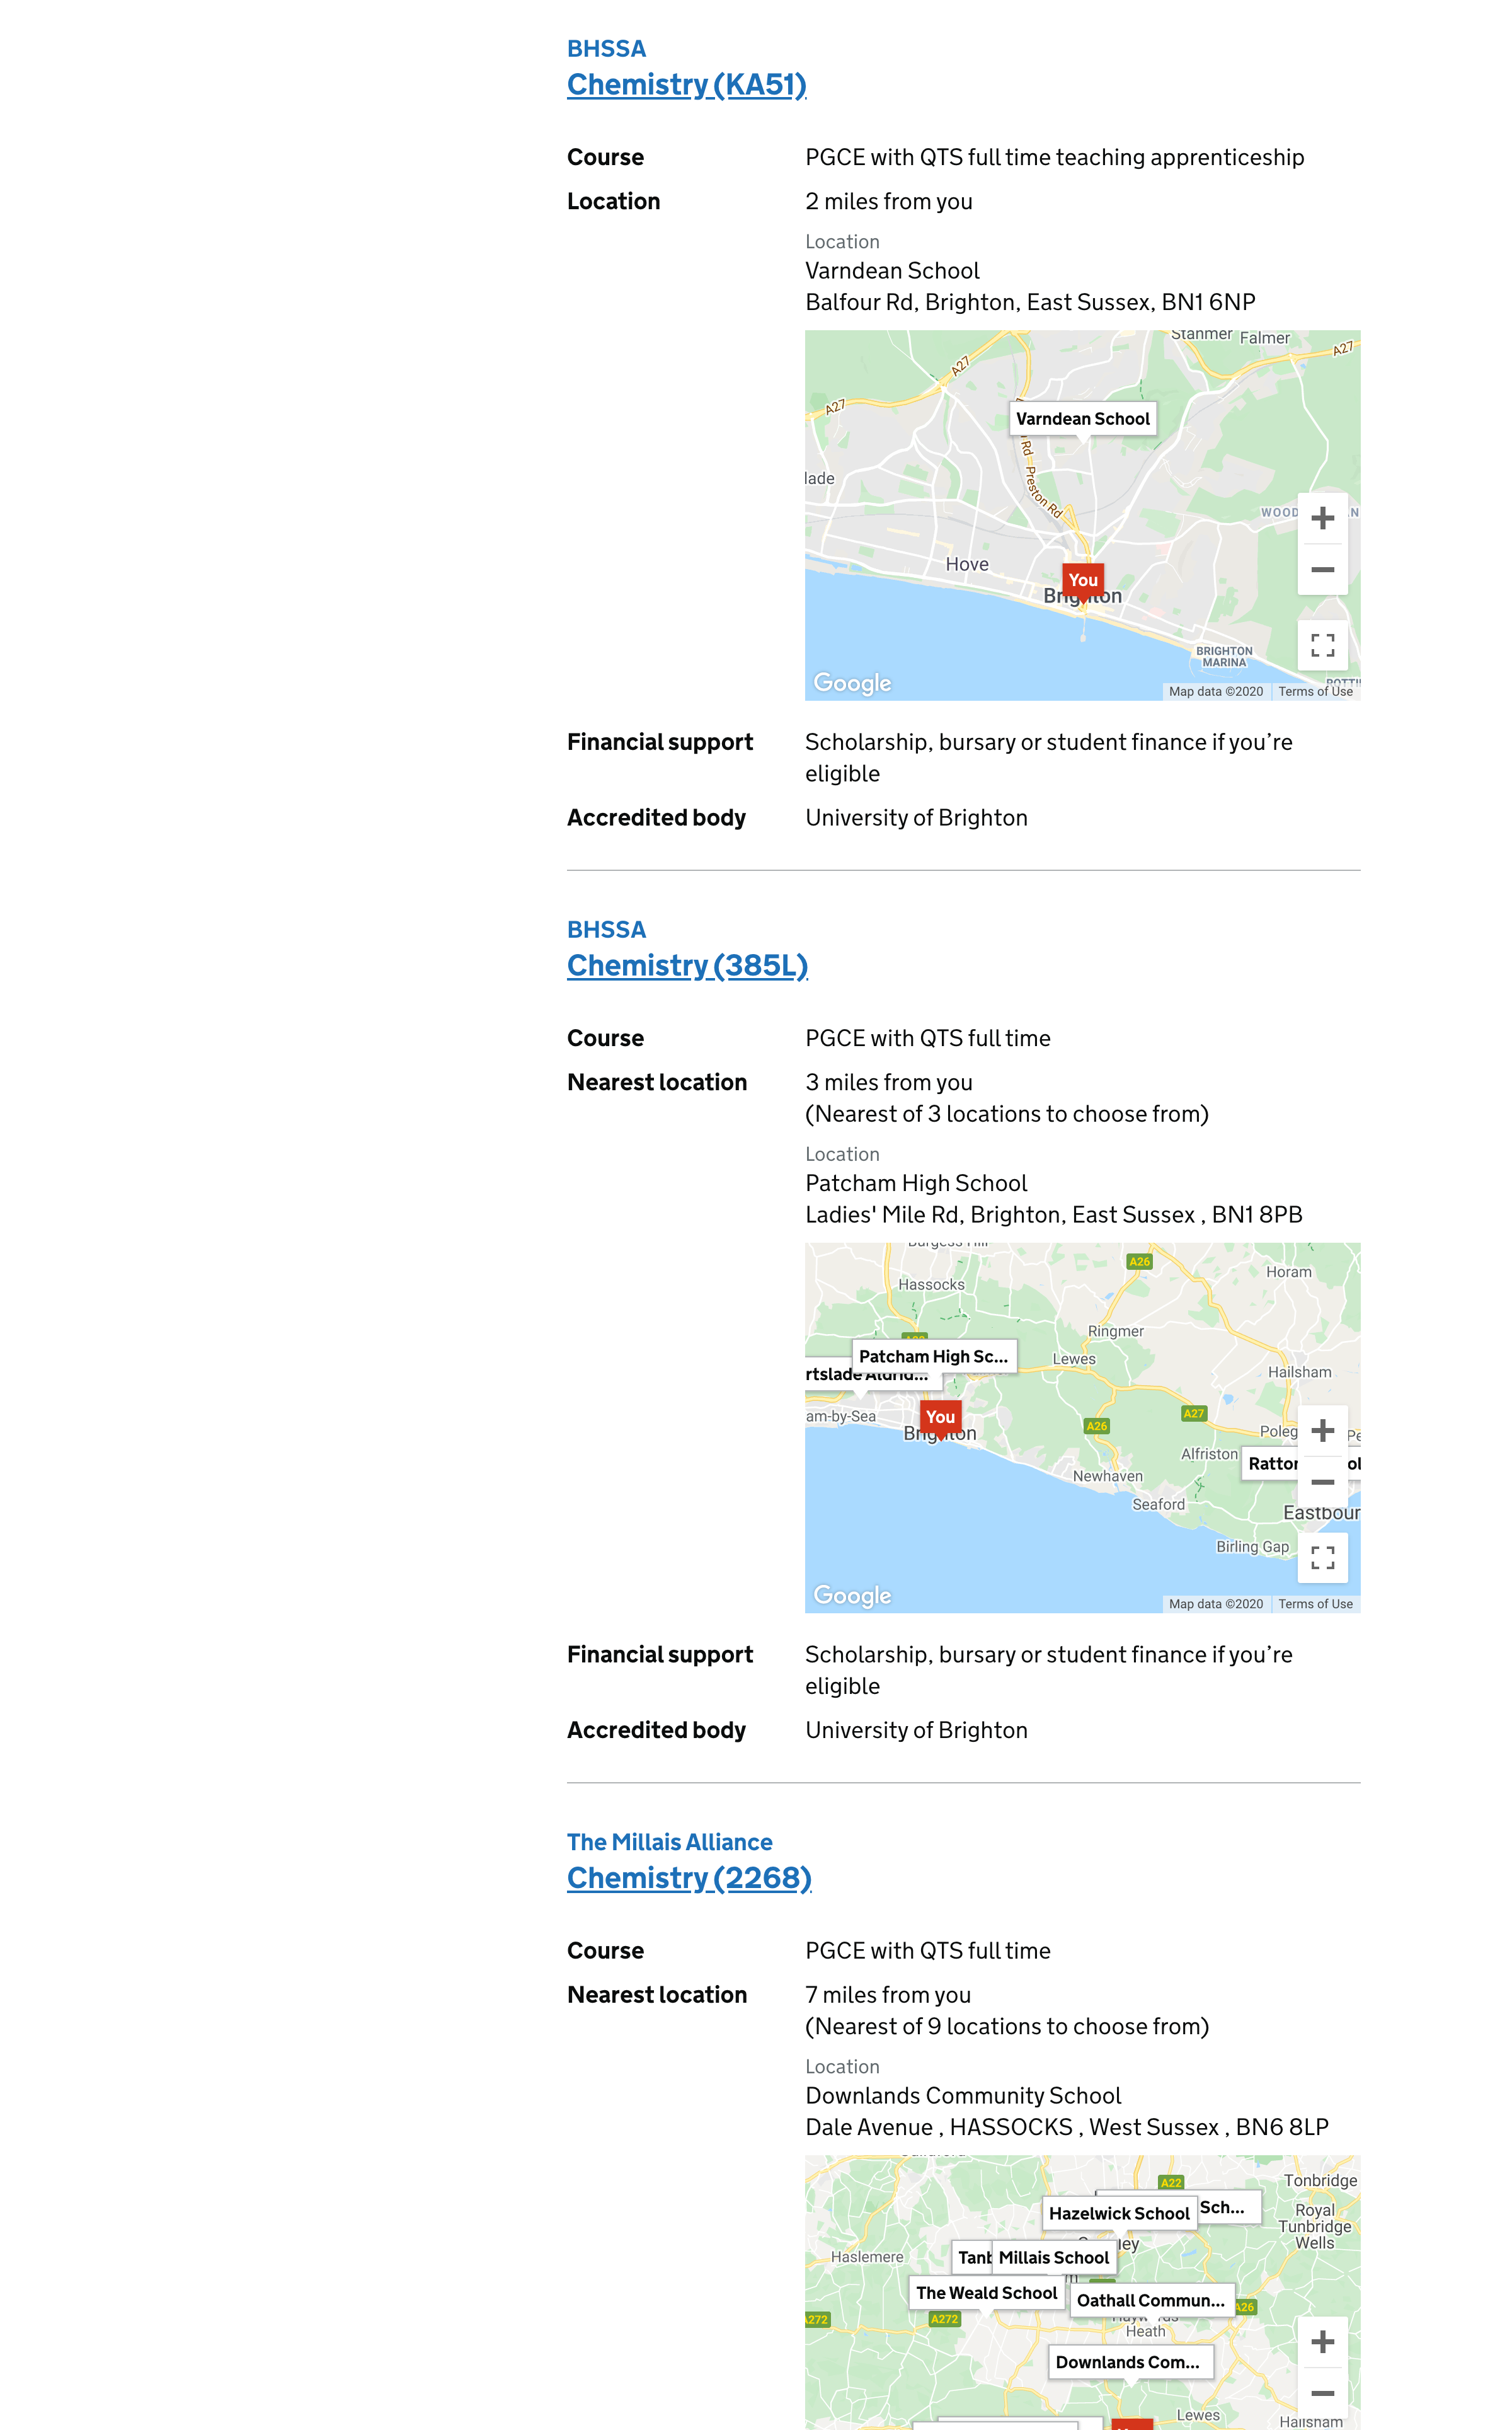 BHSSA
Chemistry (KA51)
Course
PGCE with QTS full time teaching apprenticeship
Location
2 miles from you
Location
Varndean School
Balfour Rd, Brighton, East Sussex, BN1 6NP
Stanmer Falmer
A27
A27
A27
Varndean School
Rd
Preston Rd
lade
WOOD
AN
Hove
You
Brighton
BRIGHTON
MARINA
Google
Map data ©2020
Terms of Use
Financial support
Scholarship, bursary or student finance if you’re
eligible
Accredited body
University of Brighton
BHSSA
Chemistry (385L)
Course
PGCE with QTS full time
Nearest location
3 miles from you
(Nearest of 3 locations to choose from)
Location
Patcham High School
Ladies' Mile Rd, Brighton, East Sussex , BN1 8PB
Burgess Hill
A26
Horam
Hassocks
Ringmer
Patcham High Sc...
Lewes
rtslade Aldrid...
Hailsham
am-by-Sea
You
Brighton
A26
A27
Poleg
Pe
Alfriston
Rattor
ol
Newhaven
Seaford
Eastbour
Birling Gap
Google
Map data ©2020
Terms of Use
Financial support
Scholarship, bursary or student finance if you’re
eligible
Accredited body
University of Brighton
The Millais Alliance
Chemistry (2268)
Course
PGCE with QTS full time
Nearest location
7 miles from you
(Nearest of 9 locations to choose from)
Location
Downlands Community School
Dale Avenue , HASSOCKS , West Sussex , BN6 8LP
A22
Tonbridge
Hazelwick School
Sch...
Royal
Tunbridge
Wells
ley
Haslemere
Tanb
Millais School
The Weald School
Oathall Commun...
A26
A272
A272
Haywards
Heath
Downlands Com...
Lewes
Hailsham